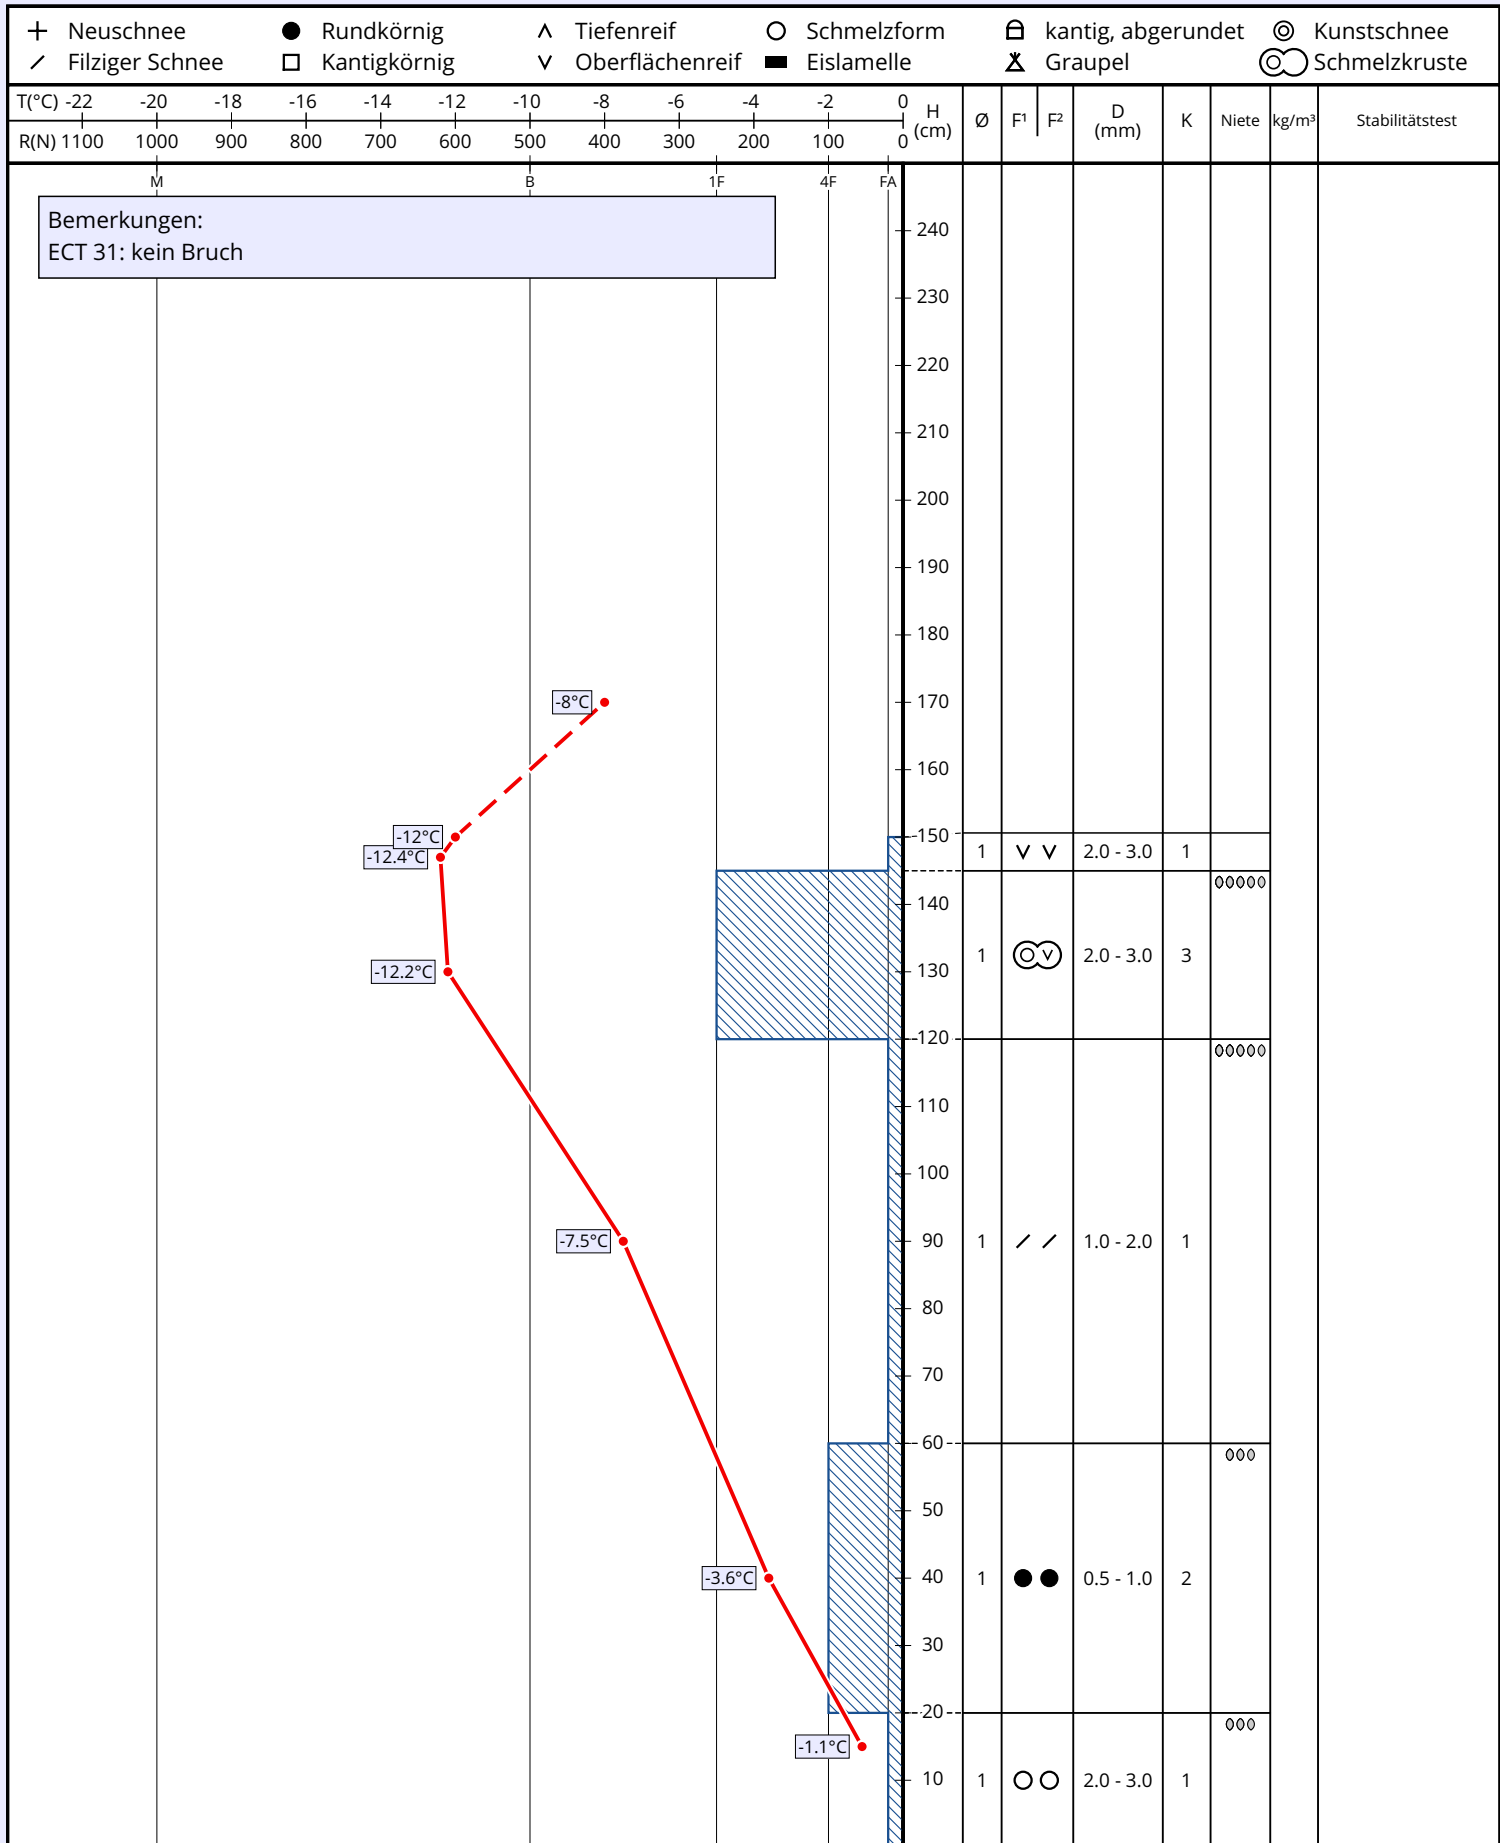 Neuschnee Rundkörnig Tiefenreif Schmelzform kantig, abgerundet Kunstschnee
Filziger Schnee Kantigkörnig Oberflächenreif Eislamelle Graupel Schmelzkruste
T(°C) -22 -20 -18 -16 -14 -12 -10 -8 -6 -4 -2 0
R(N) 1100 1000 900 800 700 600 500 400 300 200 100 0
H
(cm)
Ø F¹ F² D
(mm)
K Niete kg/m³ Stabilitätstest
M B 1F 4F FA
Bemerkungen:
ECT 31: kein Bruch
240
230
220
210
200
190
180
-8°C 170
160
-12°C 150
-12.4°C 1 2.0 - 3.0 1
140
1 2.0 - 3.0 3
-12.2°C 130
120
110
100
-7.5°C 90 1 1.0 - 2.0 1
80
70
60
50
-3.6°C 40 1 0.5 - 1.0 2
30
20
-1.1°C
10 1 2.0 - 3.0 1